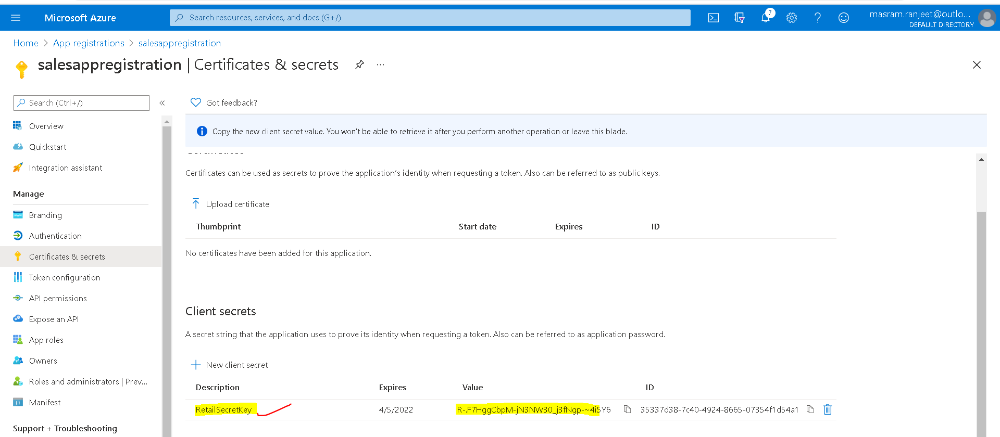 Microsoft Azure
Search resources, services, and docs (G+/)
7
masram.ranjeet@outlo...
DEFAULT DIRECTORY
Home > App registrations > salesappregistration
salesappregistration | Certificates & secrets
Search (Ctrl+/)
Overview
Quickstart
Integration assistant
Manage
Branding
Authentication
Certificates & secrets
Token configuration
API permissions
Expose an API
App roles
Owners
Roles and administrators | Prev...
Manifest
Support + Troubleshooting
Got feedback?
Copy the new client secret value. You won't be able to retrieve it after you perform another operation or leave this blade.
Certificates can be used as secrets to prove the application's identity when requesting a token. Also can be referred to as public keys.
Upload certificate
Thumbprint Start date Expires ID
No certificates have been added for this application.
Client secrets
A secret string that the application uses to prove its identity when requesting a token. Also can be referred to as application password.
New client secret
Description Expires Value ID
RetailSecretKey 4/5/2022 R-.F7HggCbpM-jN3NW30_j3fNgp-~4i5Y6 35337d38-7c40-4924-8665-07354f1d54a1